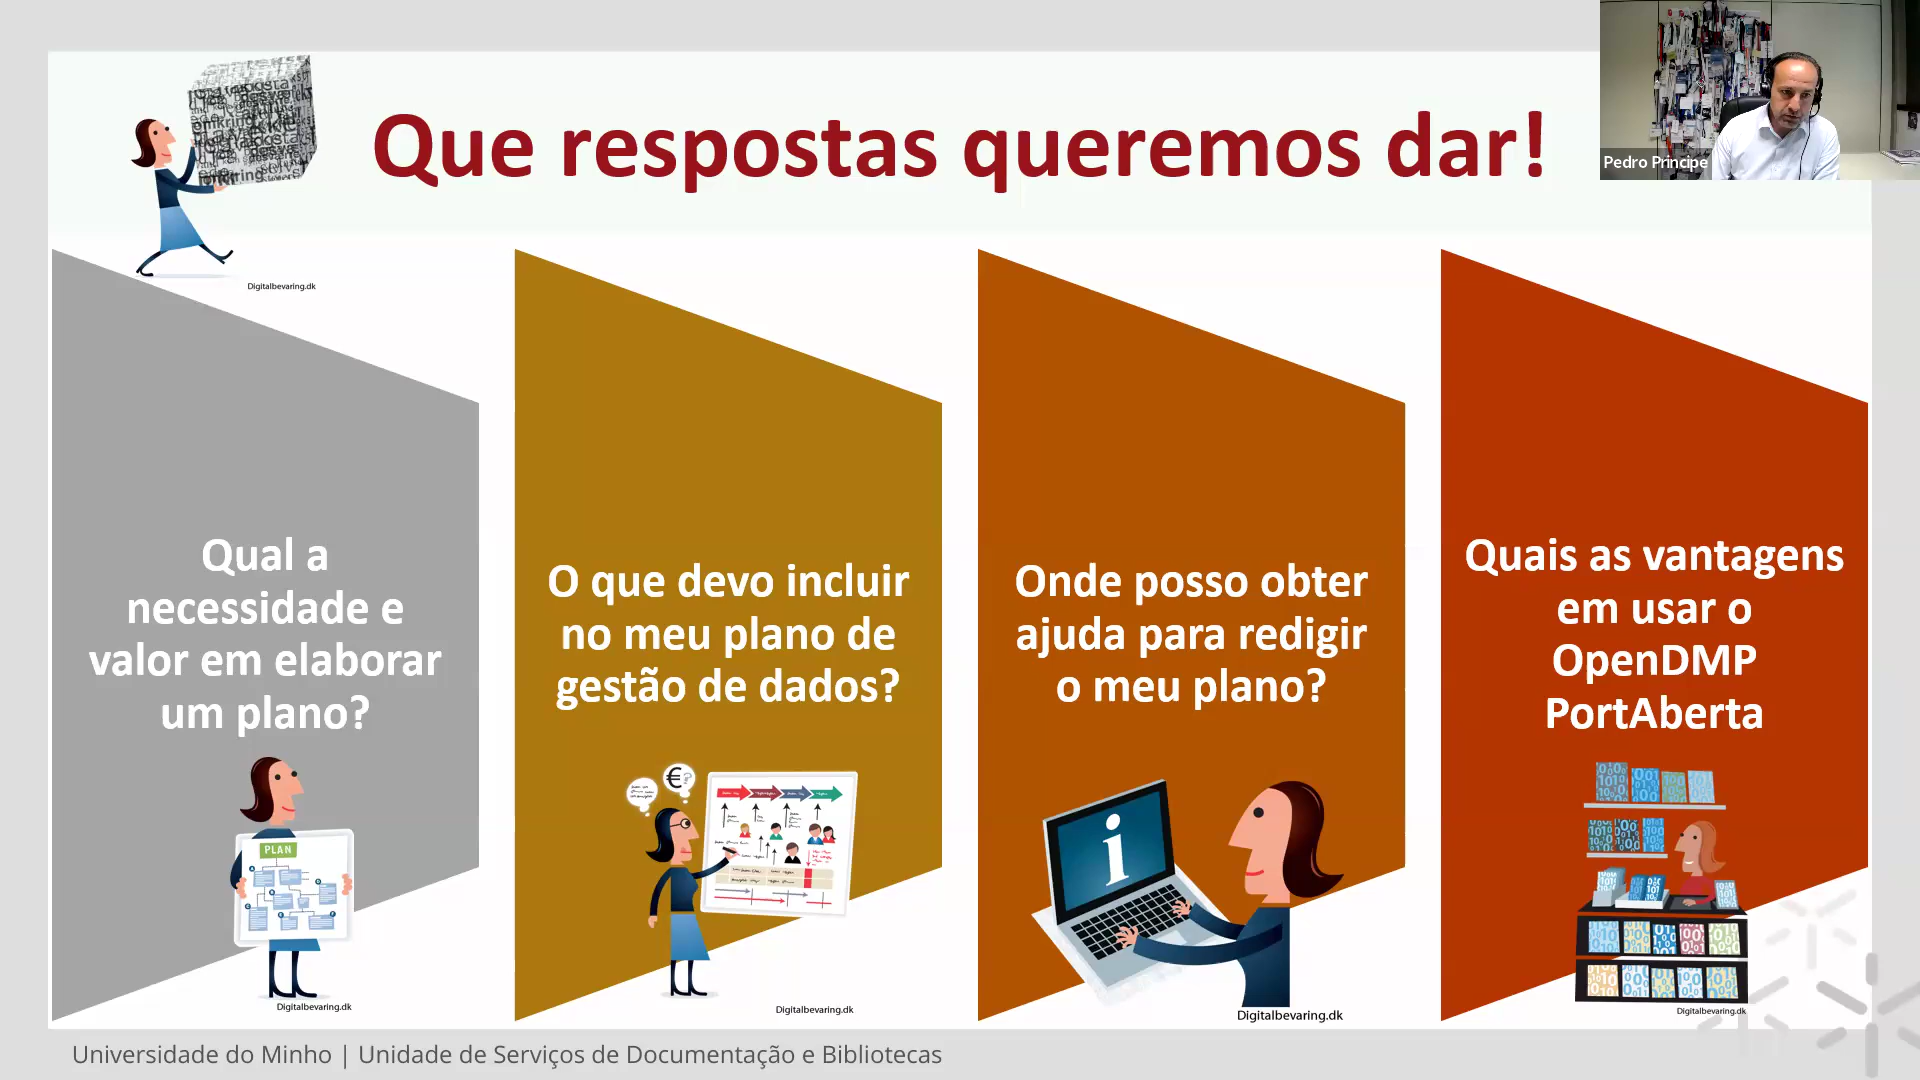 Que respostas queremos dar!
Pedro Principe
Digitalbevaring.dk
Qual a
necessidade e
valor em elaborar
um plano?
PLAN
Digitalbevaring.dk
O que devo incluir
no meu plano de
gestão de dados?
€?
Digitalbevaring.dk
Onde posso obter
ajuda para redigir
o meu plano?
i
Digitalbevaring.dk
Quais as vantagens
em usar o
OpenDMP
PortAberta
Digitalbevaring.dk
Universidade do Minho | Unidade de Serviços de Documentação e Bibliotecas